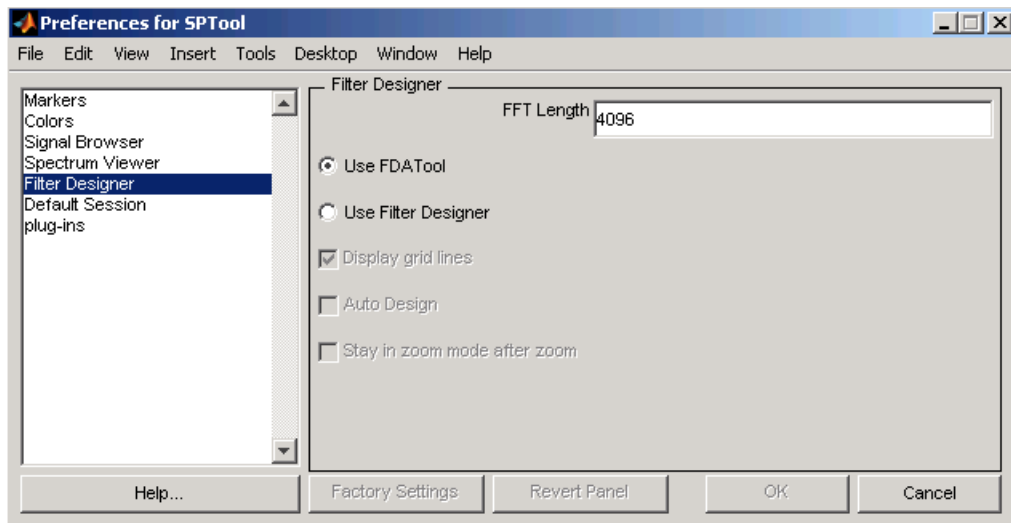 Preferences for SPTool
File Edit View Insert Tools Desktop Window Help
Markers
Colors
Signal Browser
Spectrum Viewer
Filter Designer
Default Session
plug-ins
Filter Designer
FFT Length 4096
Use FDATool
Use Filter Designer
Display grid lines
Auto Design
Stay in zoom mode after zoom
Help... Factory Settings Revert Panel OK Cancel